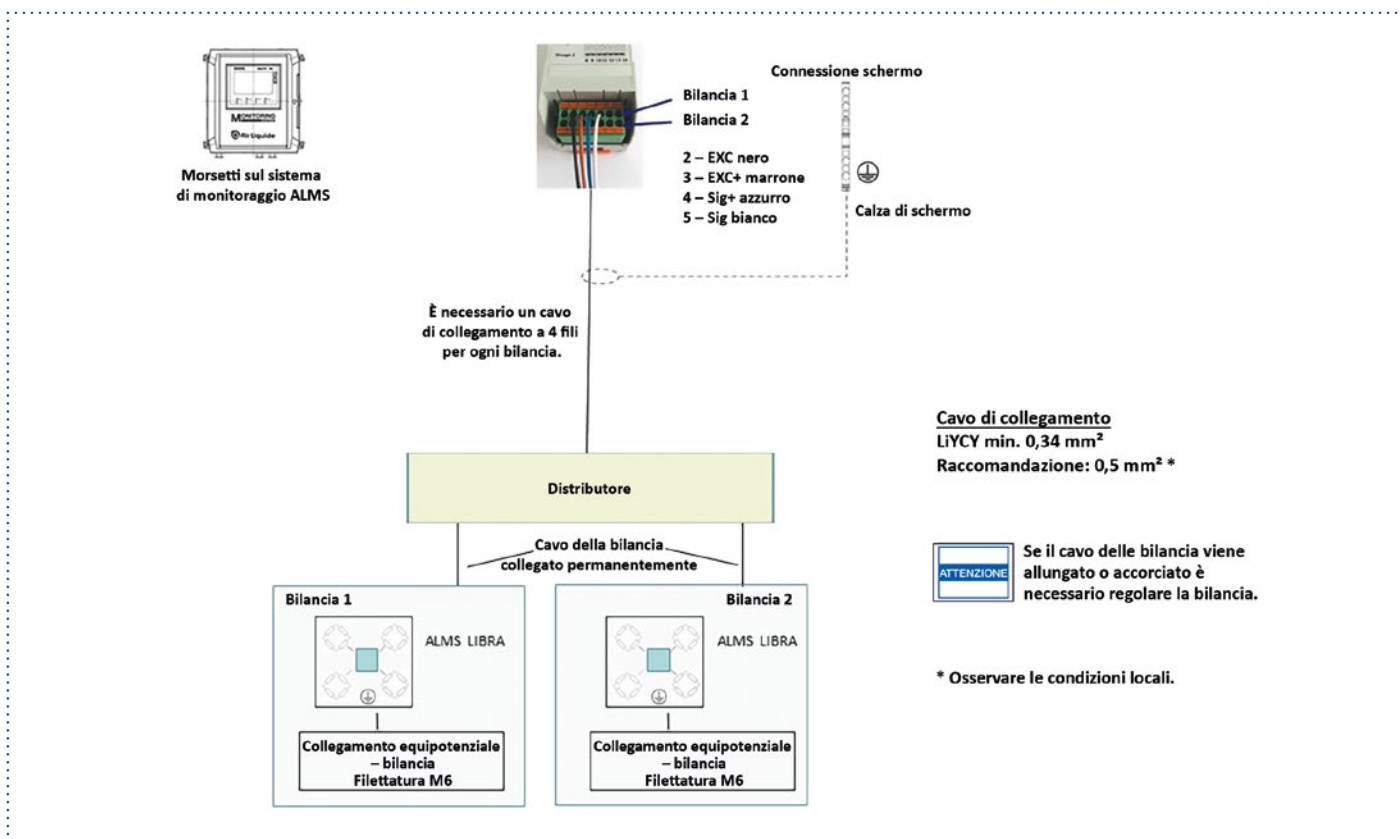 MONITORING
Air Liquide
Morsetti sul sistema
di monitoraggio ALMS
Bilancia 1
Bilancia 2
2 – EXC nero
3 – EXC+ marrone
4 – Sig+ azzurro
5 – Sig bianco
Connessione schermo
Calza di schermo
È necessario un cavo
di collegamento a 4 fili
per ogni bilancia.
Distributore
Cavo della bilancia
collegato permanentemente
Bilancia 1
ALMS LIBRA
Collegamento equipotenziale
– bilancia
Filettatura M6
Bilancia 2
ALMS LIBRA
Collegamento equipotenziale
– bilancia
Filettatura M6
Cavo di collegamento
LiYCY min. 0,34 mm²
Raccomandazione: 0,5 mm² *
ATTENZIONE
Se il cavo delle bilancia viene
allungato o accorciato è
necessario regolare la bilancia.
* Osservare le condizioni locali.